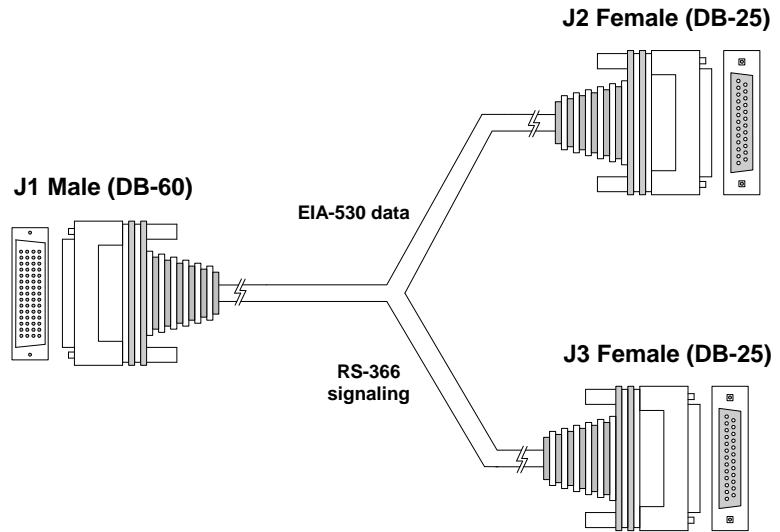 J2 Female (DB-25)
J1 Male (DB-60)
EIA-530 data
J3 Female (DB-25)
RS-366
signaling